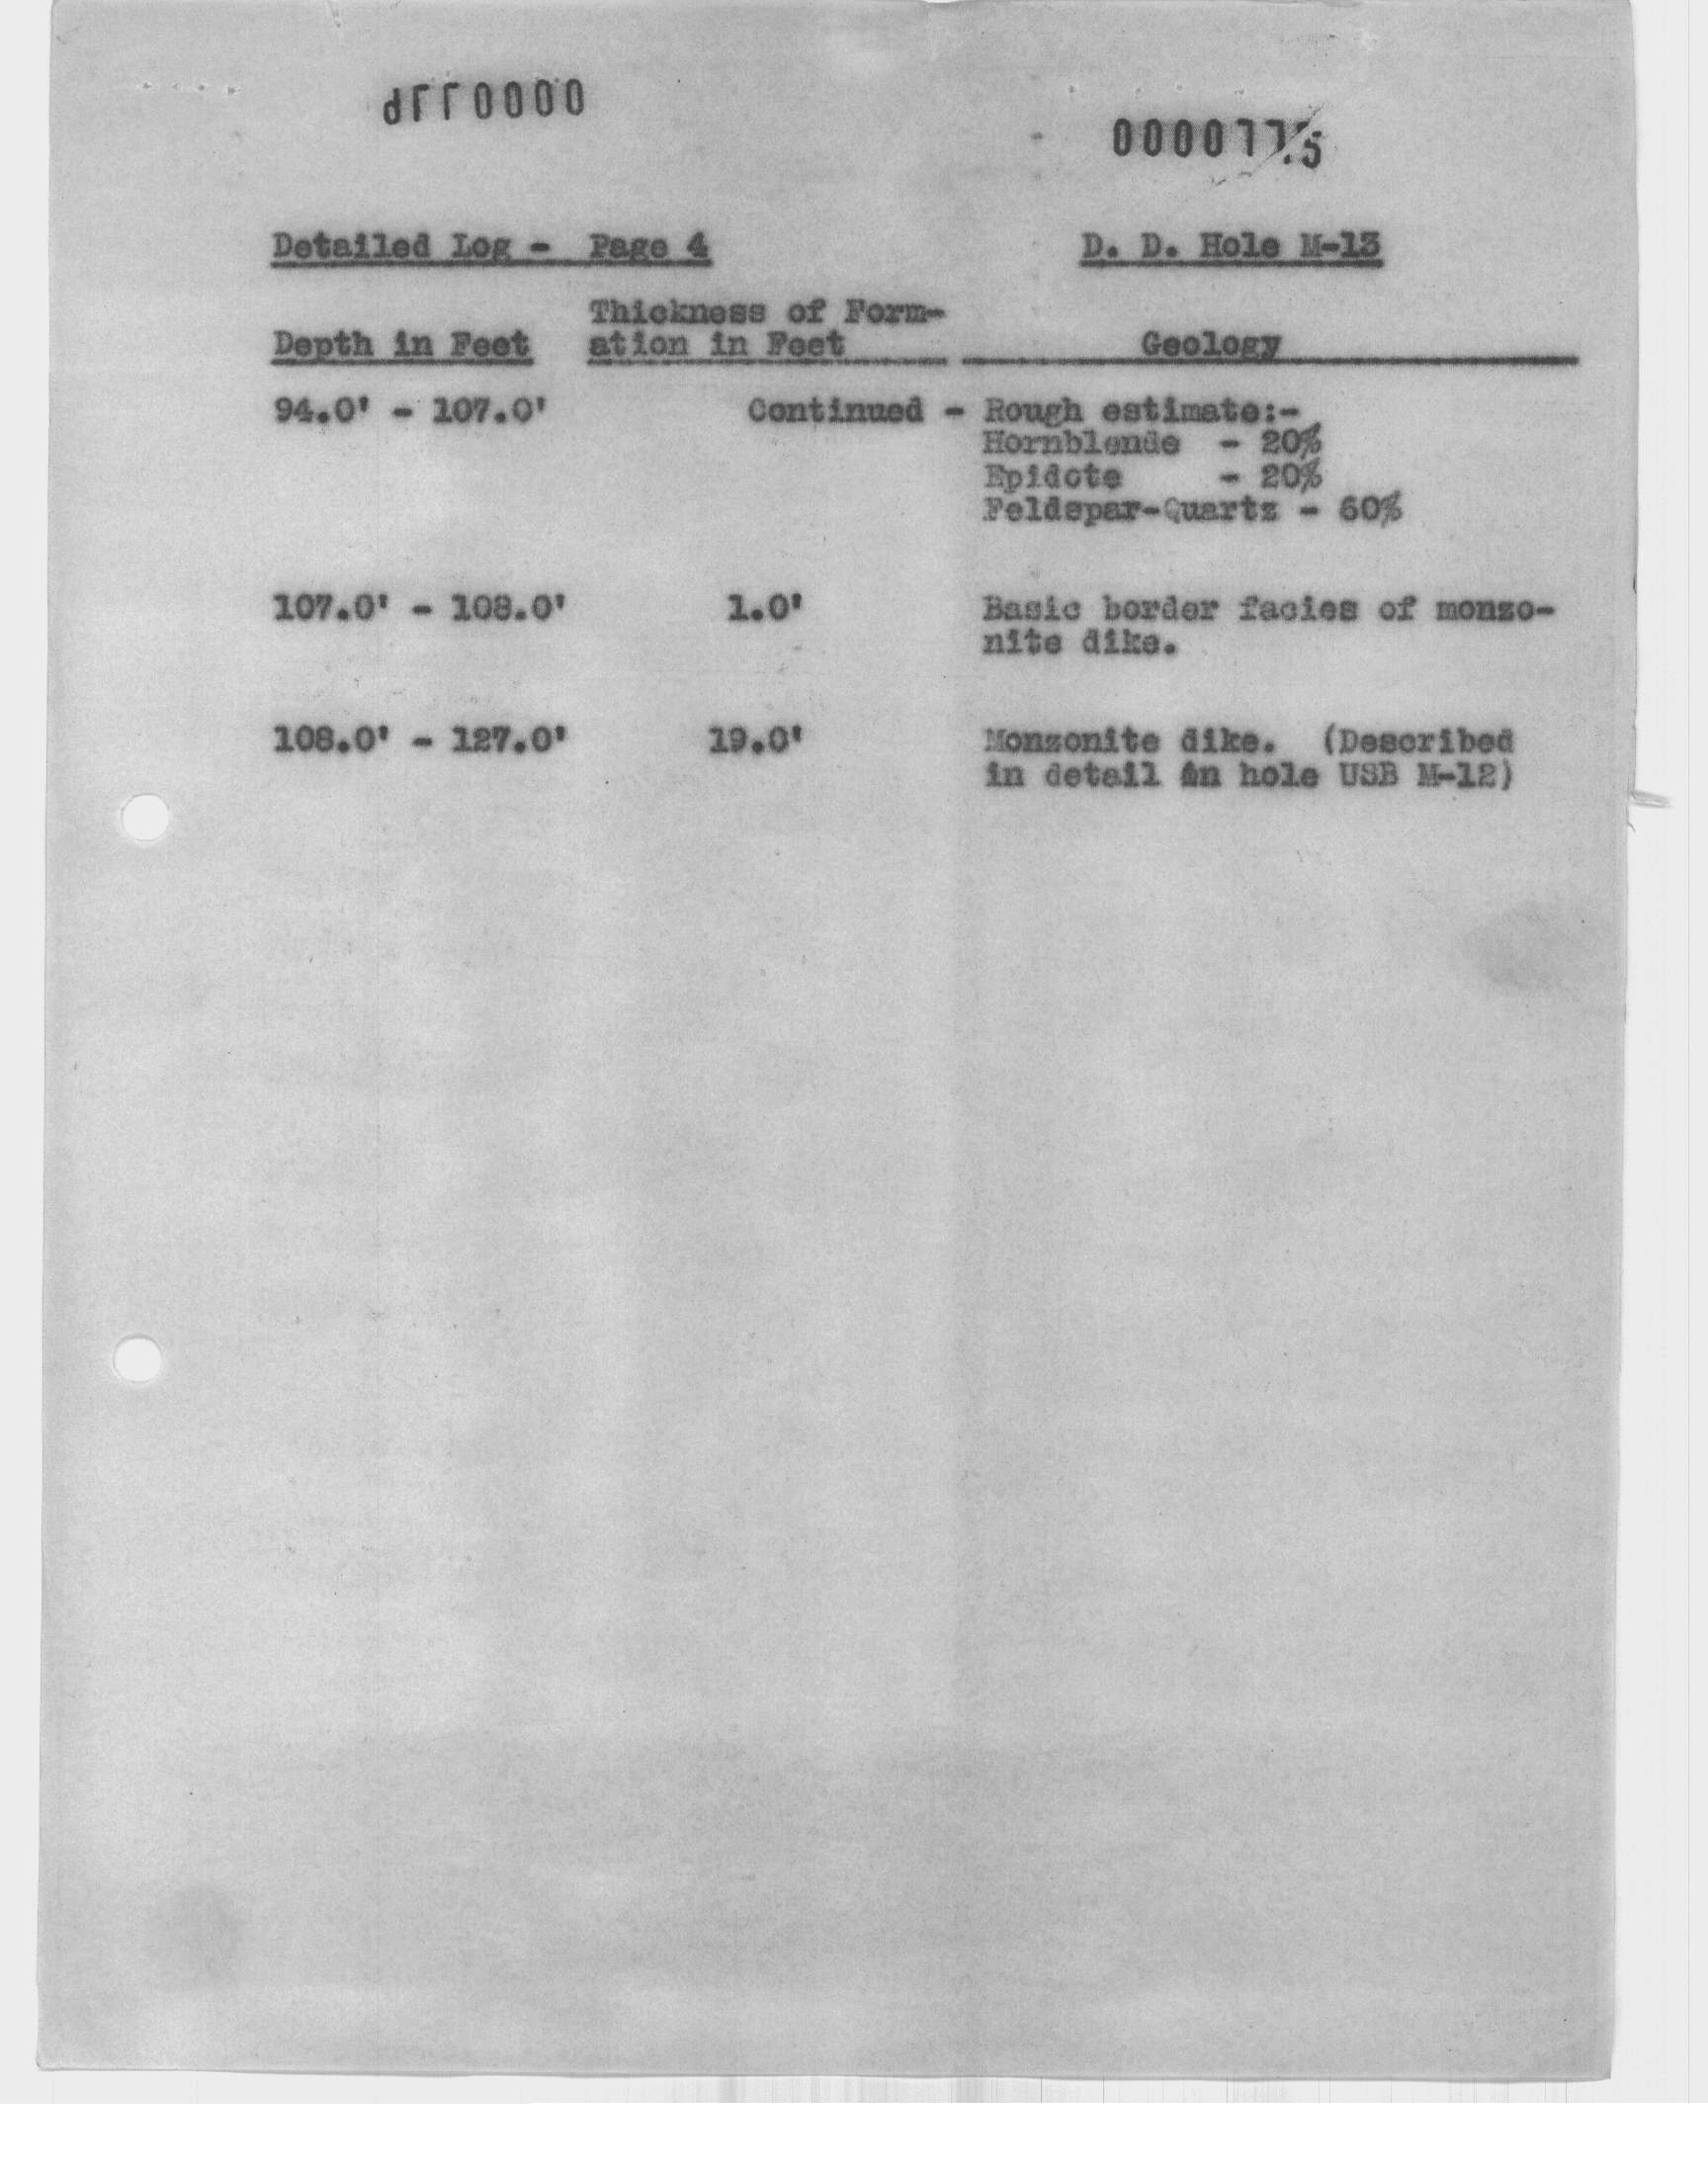 Detailed Log - Page 4 D. D. Hole M-13
Thickness of Form-
Depth in Feet ation in Feet Geology
94.0' - 107.0' Continued - Rough estimate:-
Hornblende - 20%
Epidote - 20%
Feldspar-Quartz - 60%
107.0' - 108.0' 1.0' Basic border facies of monzo-
nite dike.
108.0' - 127.0' 19.0' Monzonite dike. (Described
in detail in hole USB M-12)